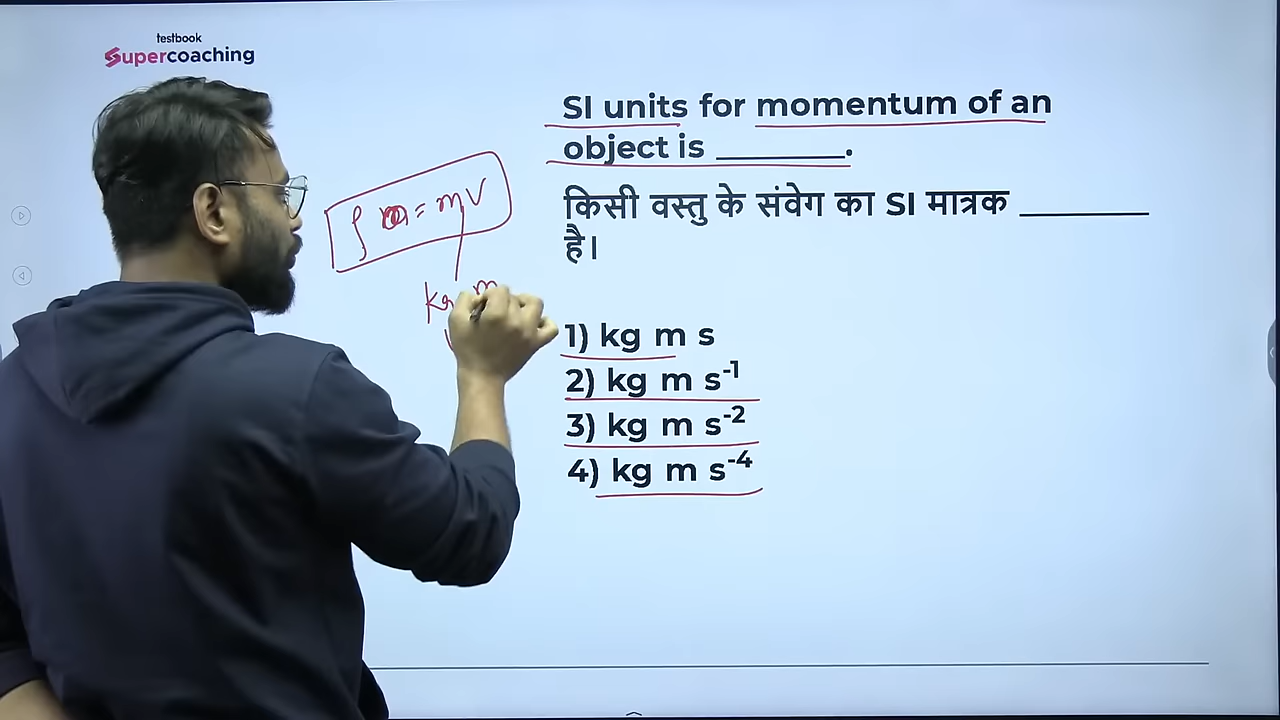 testbook
Supercoaching
SI units for momentum of an
object is ________.
किसी वस्तु के संवेग का SI मात्रक ________
है।
= mv
kg m
1) kg m s
2) kg m s⁻¹
3) kg m s⁻²
4) kg m s⁻⁴